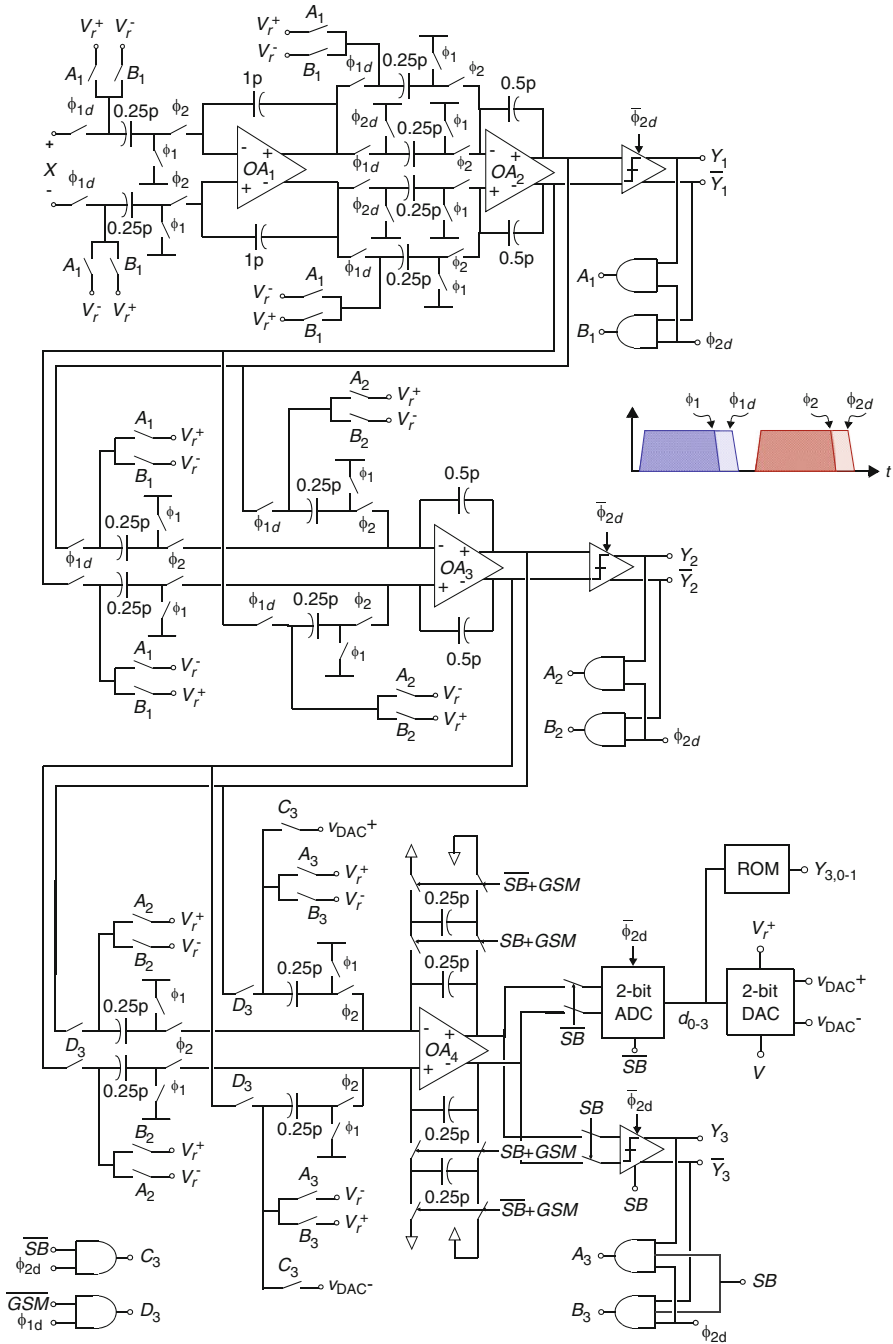 V_r^+ V_r^-
A_1 B_1
ϕ_1d 0.25p ϕ_2
+
X
-
ϕ_1
ϕ_1d 0.25p ϕ_2
ϕ_1
A_1 B_1
V_r^- V_r^+
1p
- +
OA_1
+ -
1p
V_r^+ A_1
V_r^- B_1
ϕ_1d 0.25p ϕ_1 ϕ_2
ϕ_2d 0.25p ϕ_1
ϕ_1d ϕ_2
ϕ_2d 0.25p ϕ_1
ϕ_1d 0.25p ϕ_2
ϕ_1
V_r^- A_1
V_r^+ B_1
0.5p
- +
OA_2
+ -
0.5p
ϕ̅_2d
Y_1
Y̅_1
A_1
B_1
ϕ_2d
ϕ_1 ϕ_1d ϕ_2 ϕ_2d
t
A_1 V_r^+
B_1 V_r^-
0.25p ϕ_1
ϕ_1d ϕ_2
0.25p ϕ_1
A_1 V_r^-
B_1 V_r^+
A_2 V_r^+
B_2 V_r^-
ϕ_1d 0.25p ϕ_1 ϕ_2
ϕ_1d 0.25p ϕ_2
ϕ_1
A_2 V_r^-
B_2 V_r^+
0.5p
- +
OA_3
+ -
0.5p
ϕ̅_2d
Y_2
Y̅_2
A_2
B_2
ϕ_2d
A_2 V_r^+
B_2 V_r^-
0.25p ϕ_1
D_3 ϕ_2
0.25p ϕ_1
B_2 V_r^+
A_2 V_r^-
C_3 v_DAC+
A_3 V_r^+
B_3 V_r^-
D_3 0.25p ϕ_1 ϕ_2
D_3 0.25p ϕ_2
ϕ_1
A_3 V_r^-
B_3 V_r^+
C_3 v_DAC-
S̅B̅+GSM
0.25p
SB+GSM
0.25p
- +
OA_4
+ -
0.25p
SB+GSM
0.25p
S̅B̅+GSM
S̅B̅
ϕ̅_2d
2-bit
ADC
S̅B̅
d_0-3
ROM
Y_3,0-1
V_r^+
2-bit
DAC
v_DAC+
v_DAC-
V
SB
ϕ̅_2d
Y_3
Y̅_3
SB
A_3
B_3
SB
ϕ_2d
S̅B̅
ϕ_2d
C_3
G̅S̅M̅
ϕ_1d
D_3